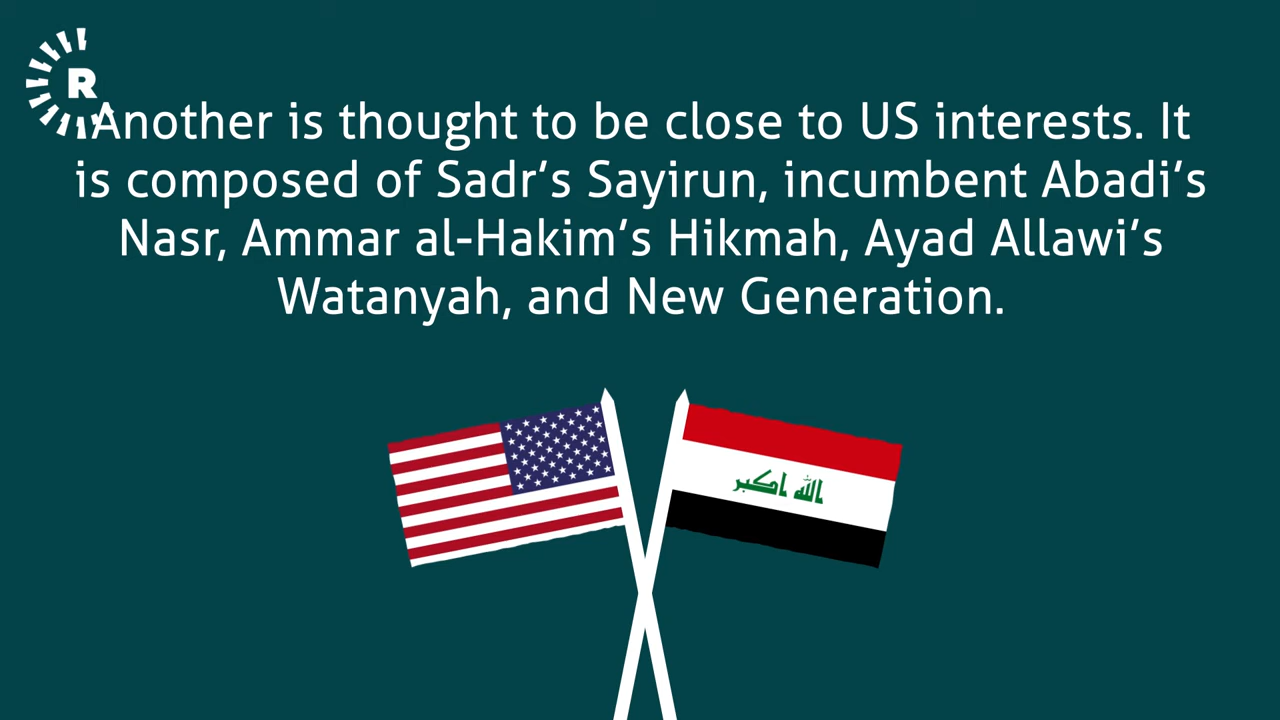 R
Another is thought to be close to US interests. It
is composed of Sadr’s Sayirun, incumbent Abadi’s
Nasr, Ammar al-Hakim’s Hikmah, Ayad Allawi’s
Watanyah, and New Generation.
الله اكبر